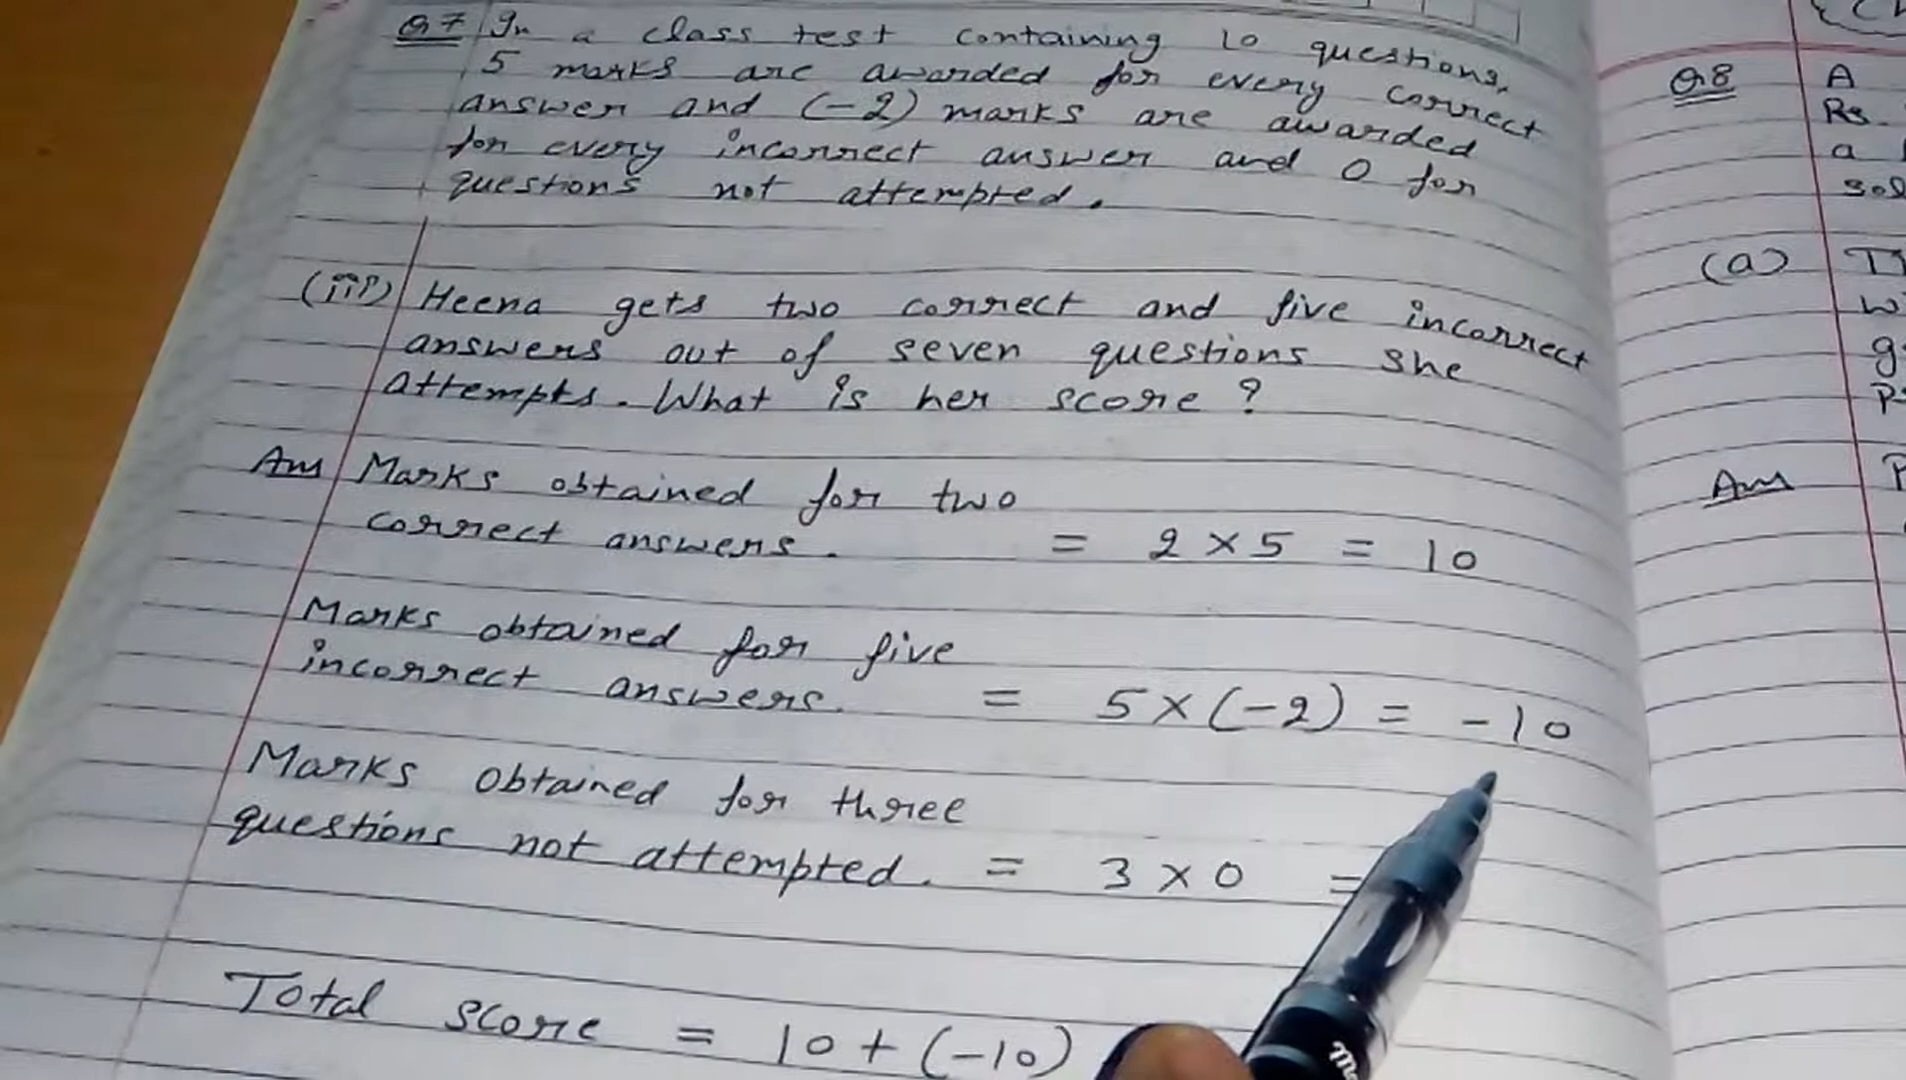 Q7 In a class test containing 10 questions,
5 marks are awarded for every correct
answer and (-2) marks are awarded
for every incorrect answer and 0 for
questions not attempted.
(iii) Heena gets two correct and five incorrect
answers out of seven questions she
attempts. What is her score?
Ans Marks obtained for two
correct answers. = 2 × 5 = 10
Marks obtained for five
incorrect answers. = 5 × (-2) = -10
Marks obtained for three
questions not attempted. = 3 × 0 =
Total score = 10 + (-10)
Q8 A
Rs.
a
(a)
Ans